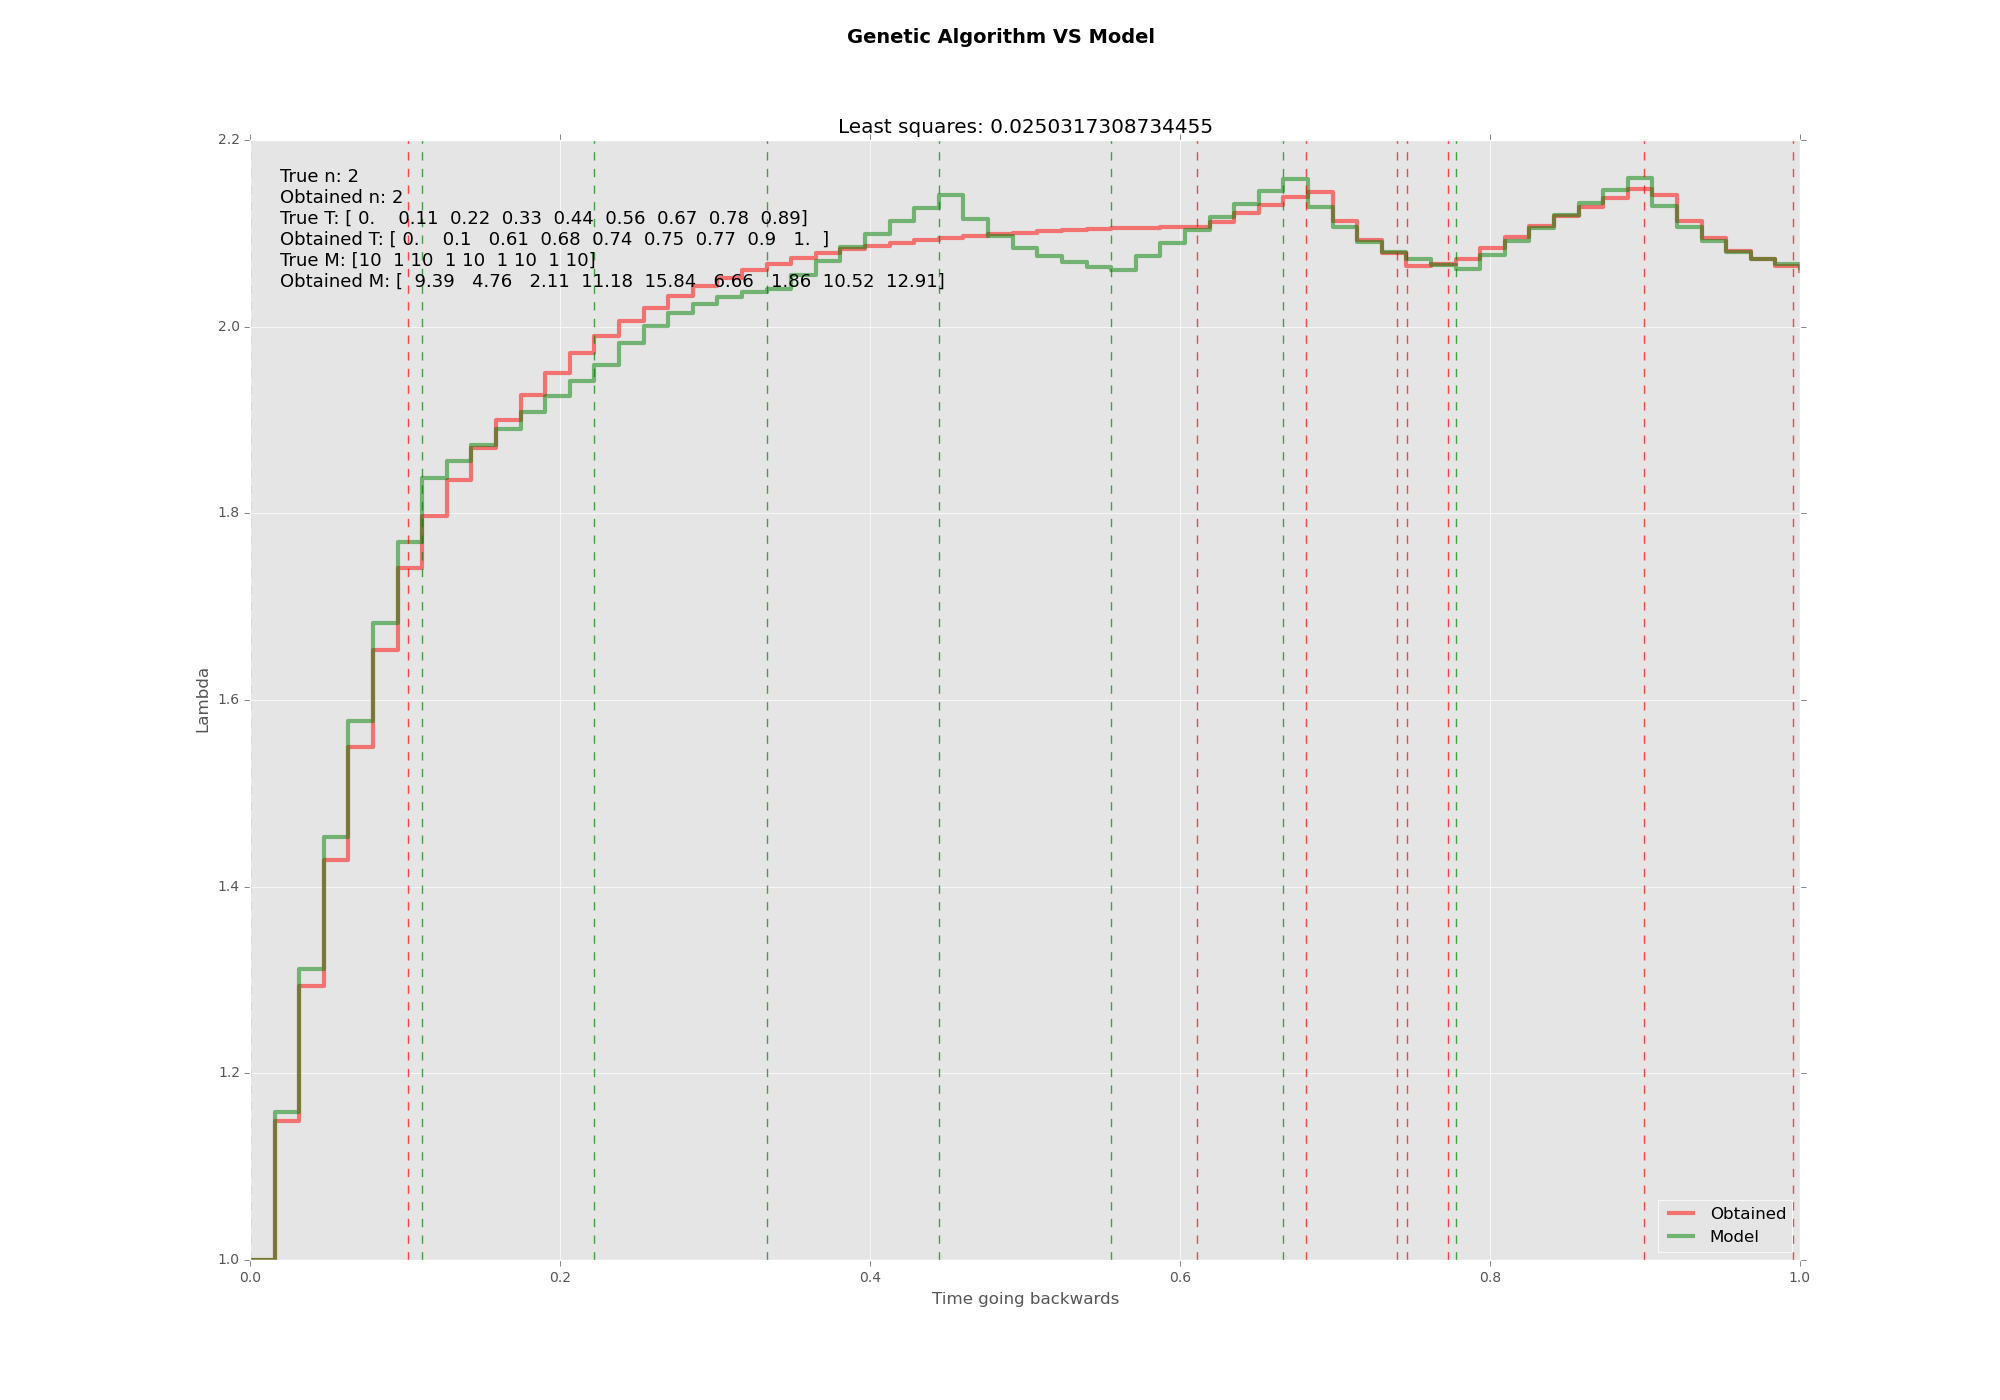 Genetic Algorithm VS Model
Least squares: 0.0250317308734455
2.2
True n: 2
Obtained n: 2
True T: [ 0.    0.11  0.22  0.33  0.44  0.56  0.67  0.78  0.89]
Obtained T: [ 0.    0.1   0.61  0.68  0.74  0.75  0.77  0.9   1.  ]
True M: [10  1 10  1 10  1 10  1 10]
Obtained M: [  9.39   4.76   2.11  11.18  15.84   6.66   1.86  10.52  12.91]
2.0
1.8
1.6
Lambda
1.4
1.2
1.0
Obtained
Model
0.0 0.2 0.4 0.6 0.8 1.0
Time going backwards